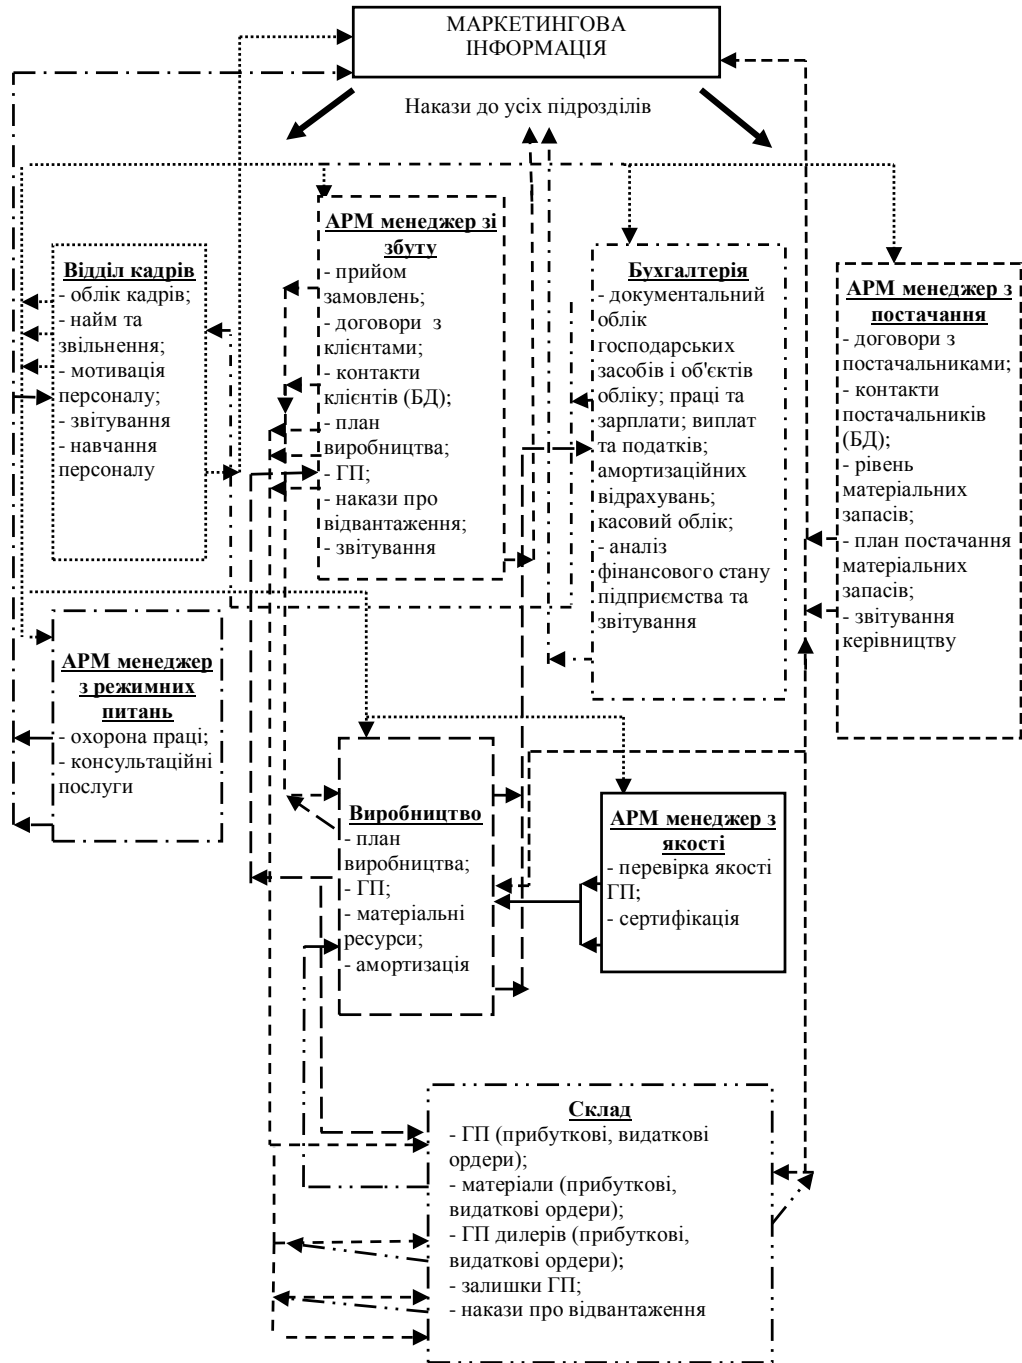 МАРКЕТИНГОВА
ІНФОРМАЦІЯ
Накази до усіх підрозділів
Відділ кадрів
- облік кадрів;
- найм та
звільнення;
- мотивація
персоналу;
- звітування
- навчання
персоналу
АРМ менеджер зі
збуту
- прийом
замовлень;
- договори з
клієнтами;
- контакти
клієнтів (БД);
- план
виробництва;
- ГП;
- накази про
відвантаження;
- звітування
Бухгалтерія
- документальний
облік
господарських
засобів і об'єктів
обліку; праці та
зарплати; виплат
та податків;
амортизаційних
відрахувань;
касовий облік;
- аналіз
фінансового стану
підприємства та
звітування
АРМ менеджер з
постачання
- договори з
постачальниками;
- контакти
постачальників
(БД);
- рівень
матеріальних
запасів;
- план постачання
матеріальних
запасів;
- звітування
керівництву
АРМ менеджер
з режимних
питань
- охорона праці;
- консультаційні
послуги
Виробництво
- план
виробництва;
- ГП;
- матеріальні
ресурси;
- амортизація
АРМ менеджер з
якості
- перевірка якості
ГП;
- сертифікація
Склад
- ГП (прибуткові, видаткові
ордери);
- матеріали (прибуткові,
видаткові ордери);
- ГП дилерів (прибуткові,
видаткові ордери);
- залишки ГП;
- накази про відвантаження